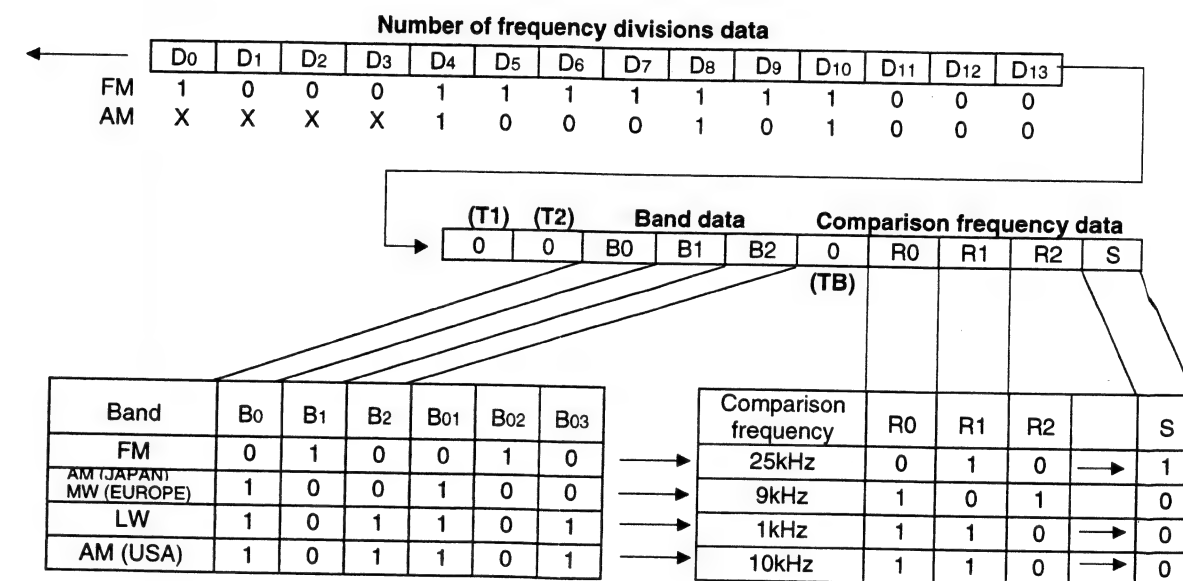 Number of frequency divisions data
D0 D1 D2 D3 D4 D5 D6 D7 D8 D9 D10 D11 D12 D13
FM 1 0 0 0 1 1 1 1 1 1 1 0 0 0
AM X X X X 1 0 0 0 1 0 1 0 0 0
(T1) (T2) Band data Comparison frequency data
0 0 B0 B1 B2 0 R0 R1 R2 S
(TB)
Band B0 B1 B2 B01 B02 B03
FM 0 1 0 0 1 0
AM (JAPAN)
MW (EUROPE) 1 0 0 1 0 0
LW 1 0 1 1 0 1
AM (USA) 1 0 1 1 0 1
Comparison
frequency R0 R1 R2 S
25kHz 0 1 0 1
9kHz 1 0 1 0
1kHz 1 1 0 0
10kHz 1 1 0 0